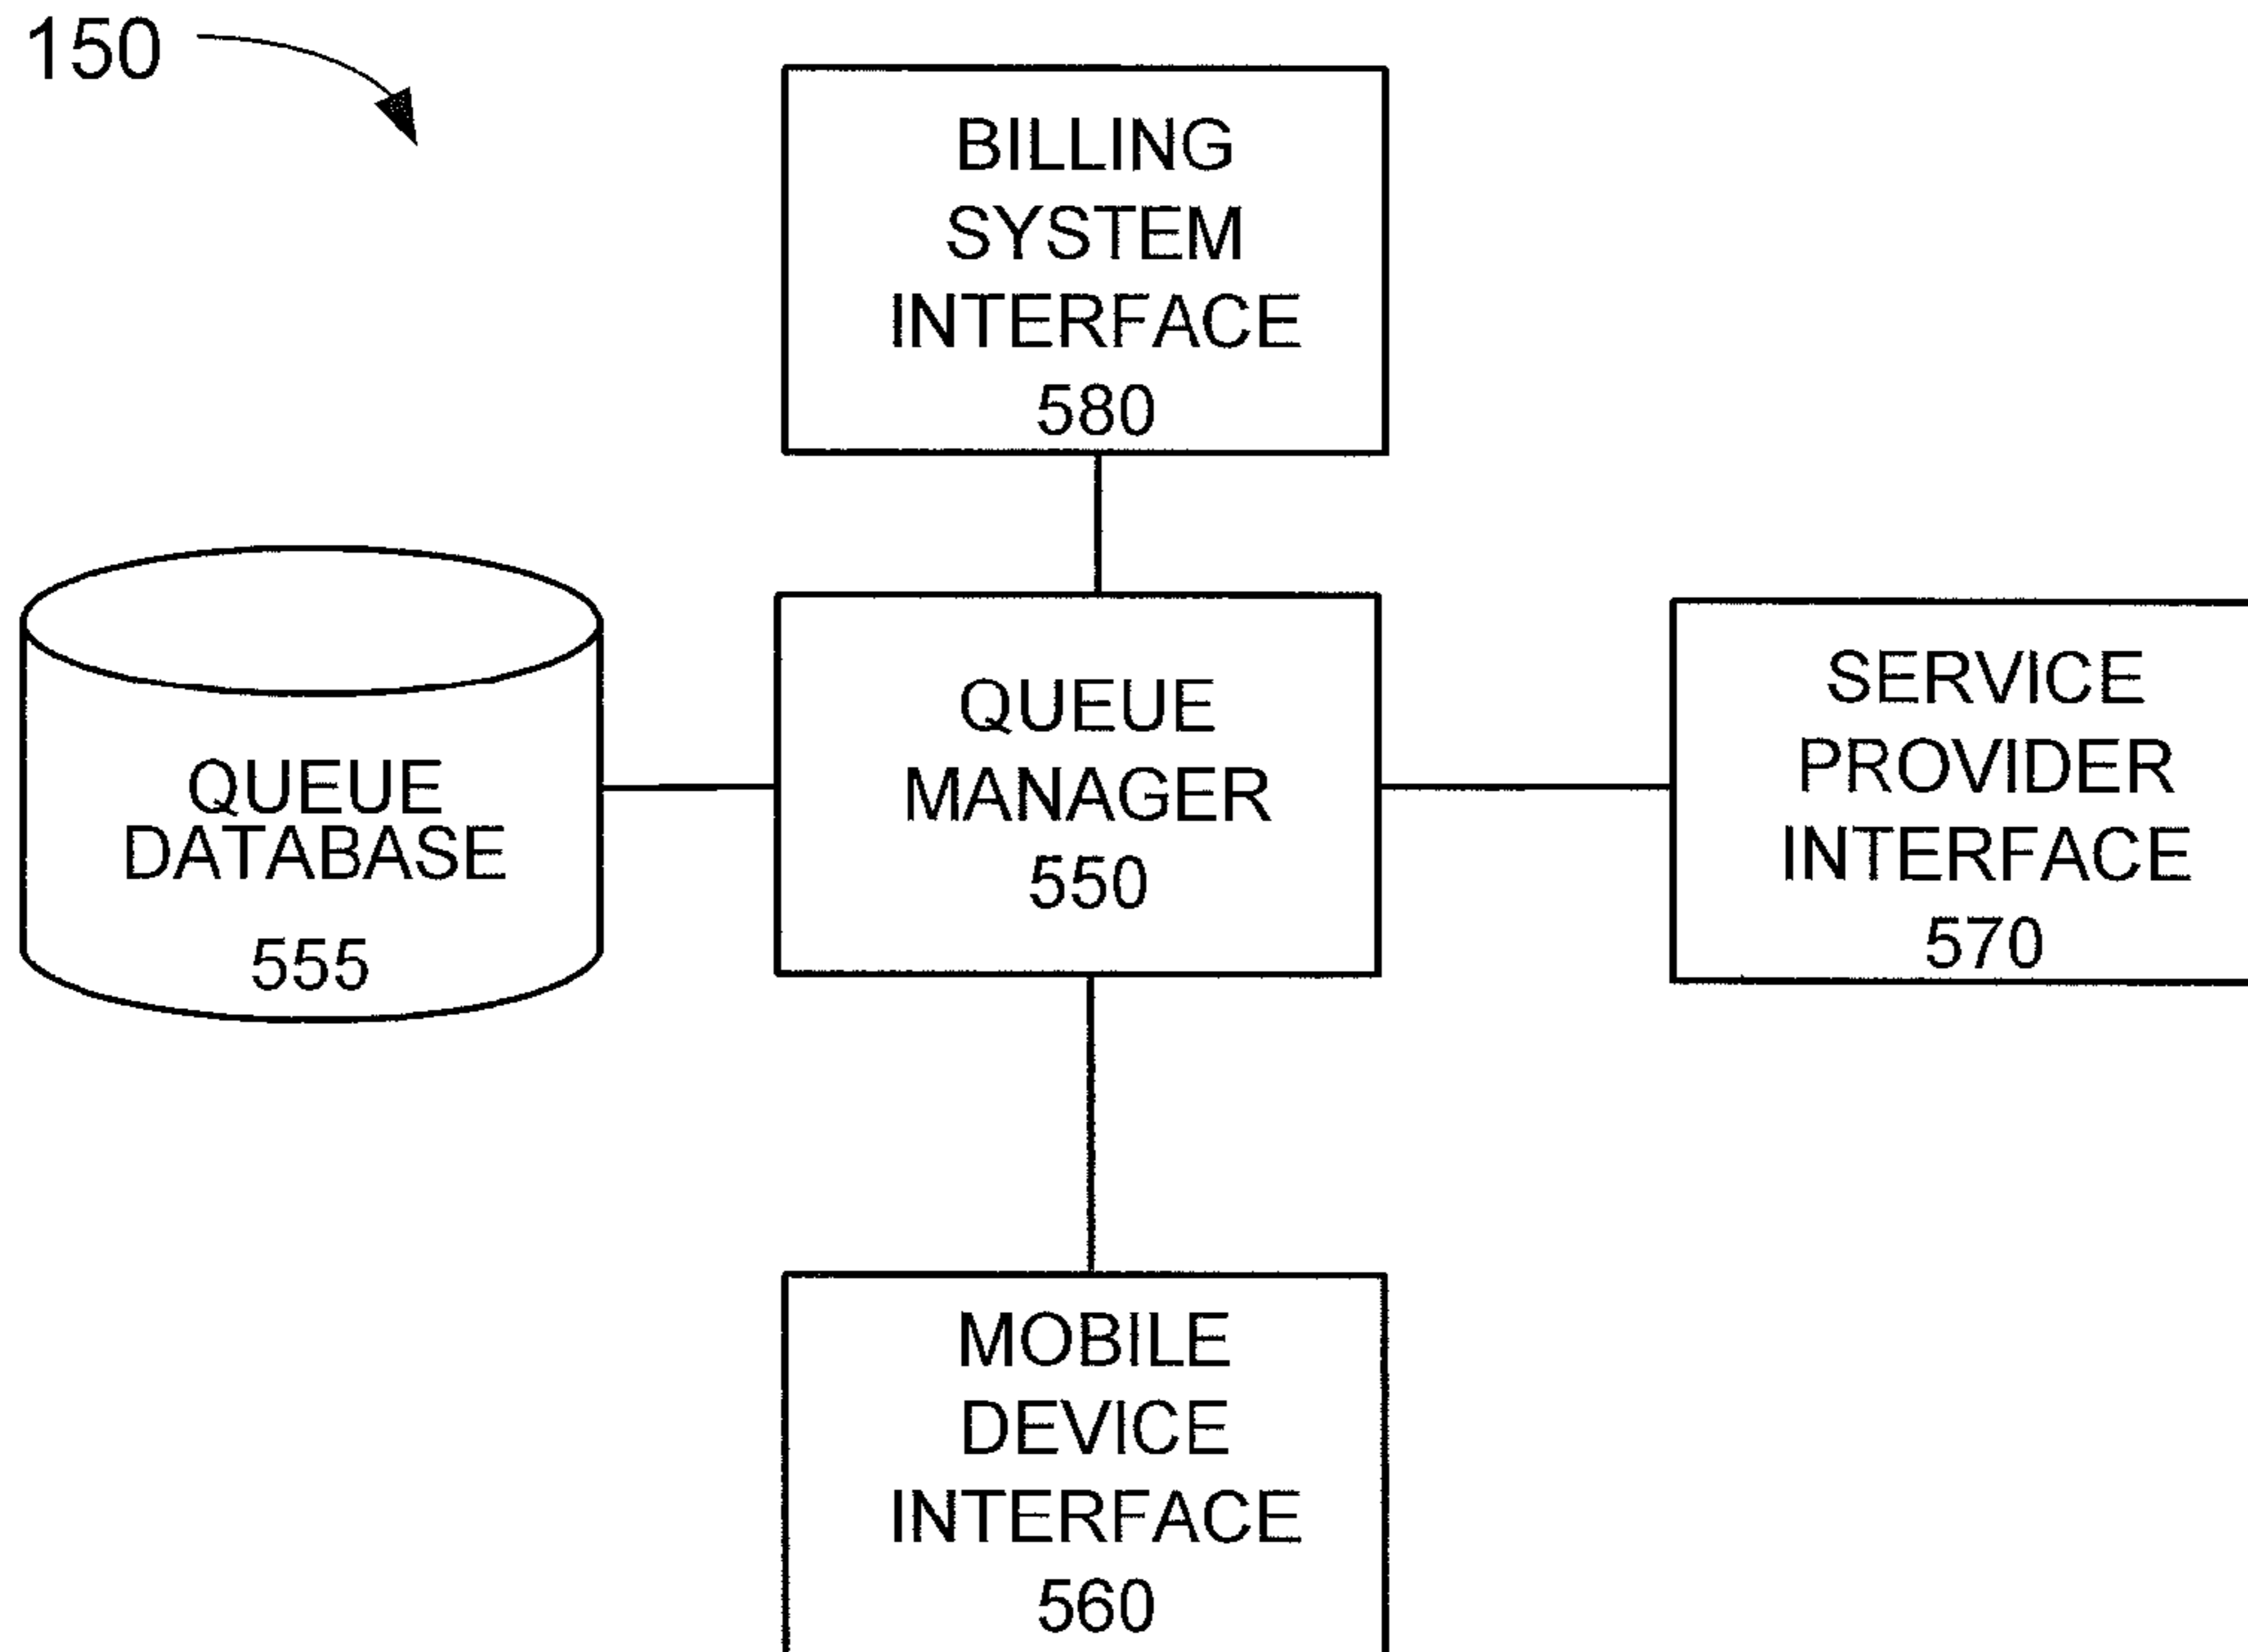 150
BILLING
SYSTEM
INTERFACE
580
QUEUE
DATABASE
555
QUEUE
MANAGER
550
SERVICE
PROVIDER
INTERFACE
570
MOBILE
DEVICE
INTERFACE
560